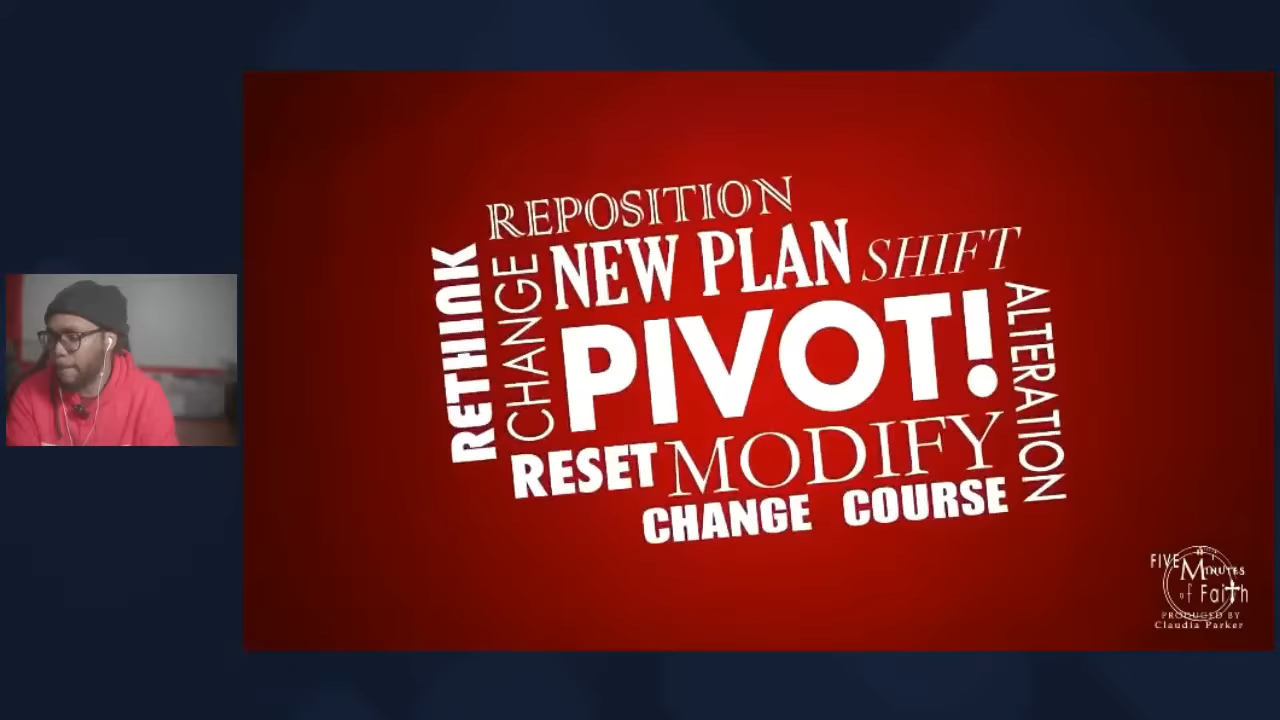 REPOSITION
NEW PLAN
SHIFT
RETHINK
CHANGE
PIVOT!
ALTERATION
RESET
MODIFY
CHANGE COURSE
FIVE MINUTES
of Faith
PRODUCED BY
Claudia Parker